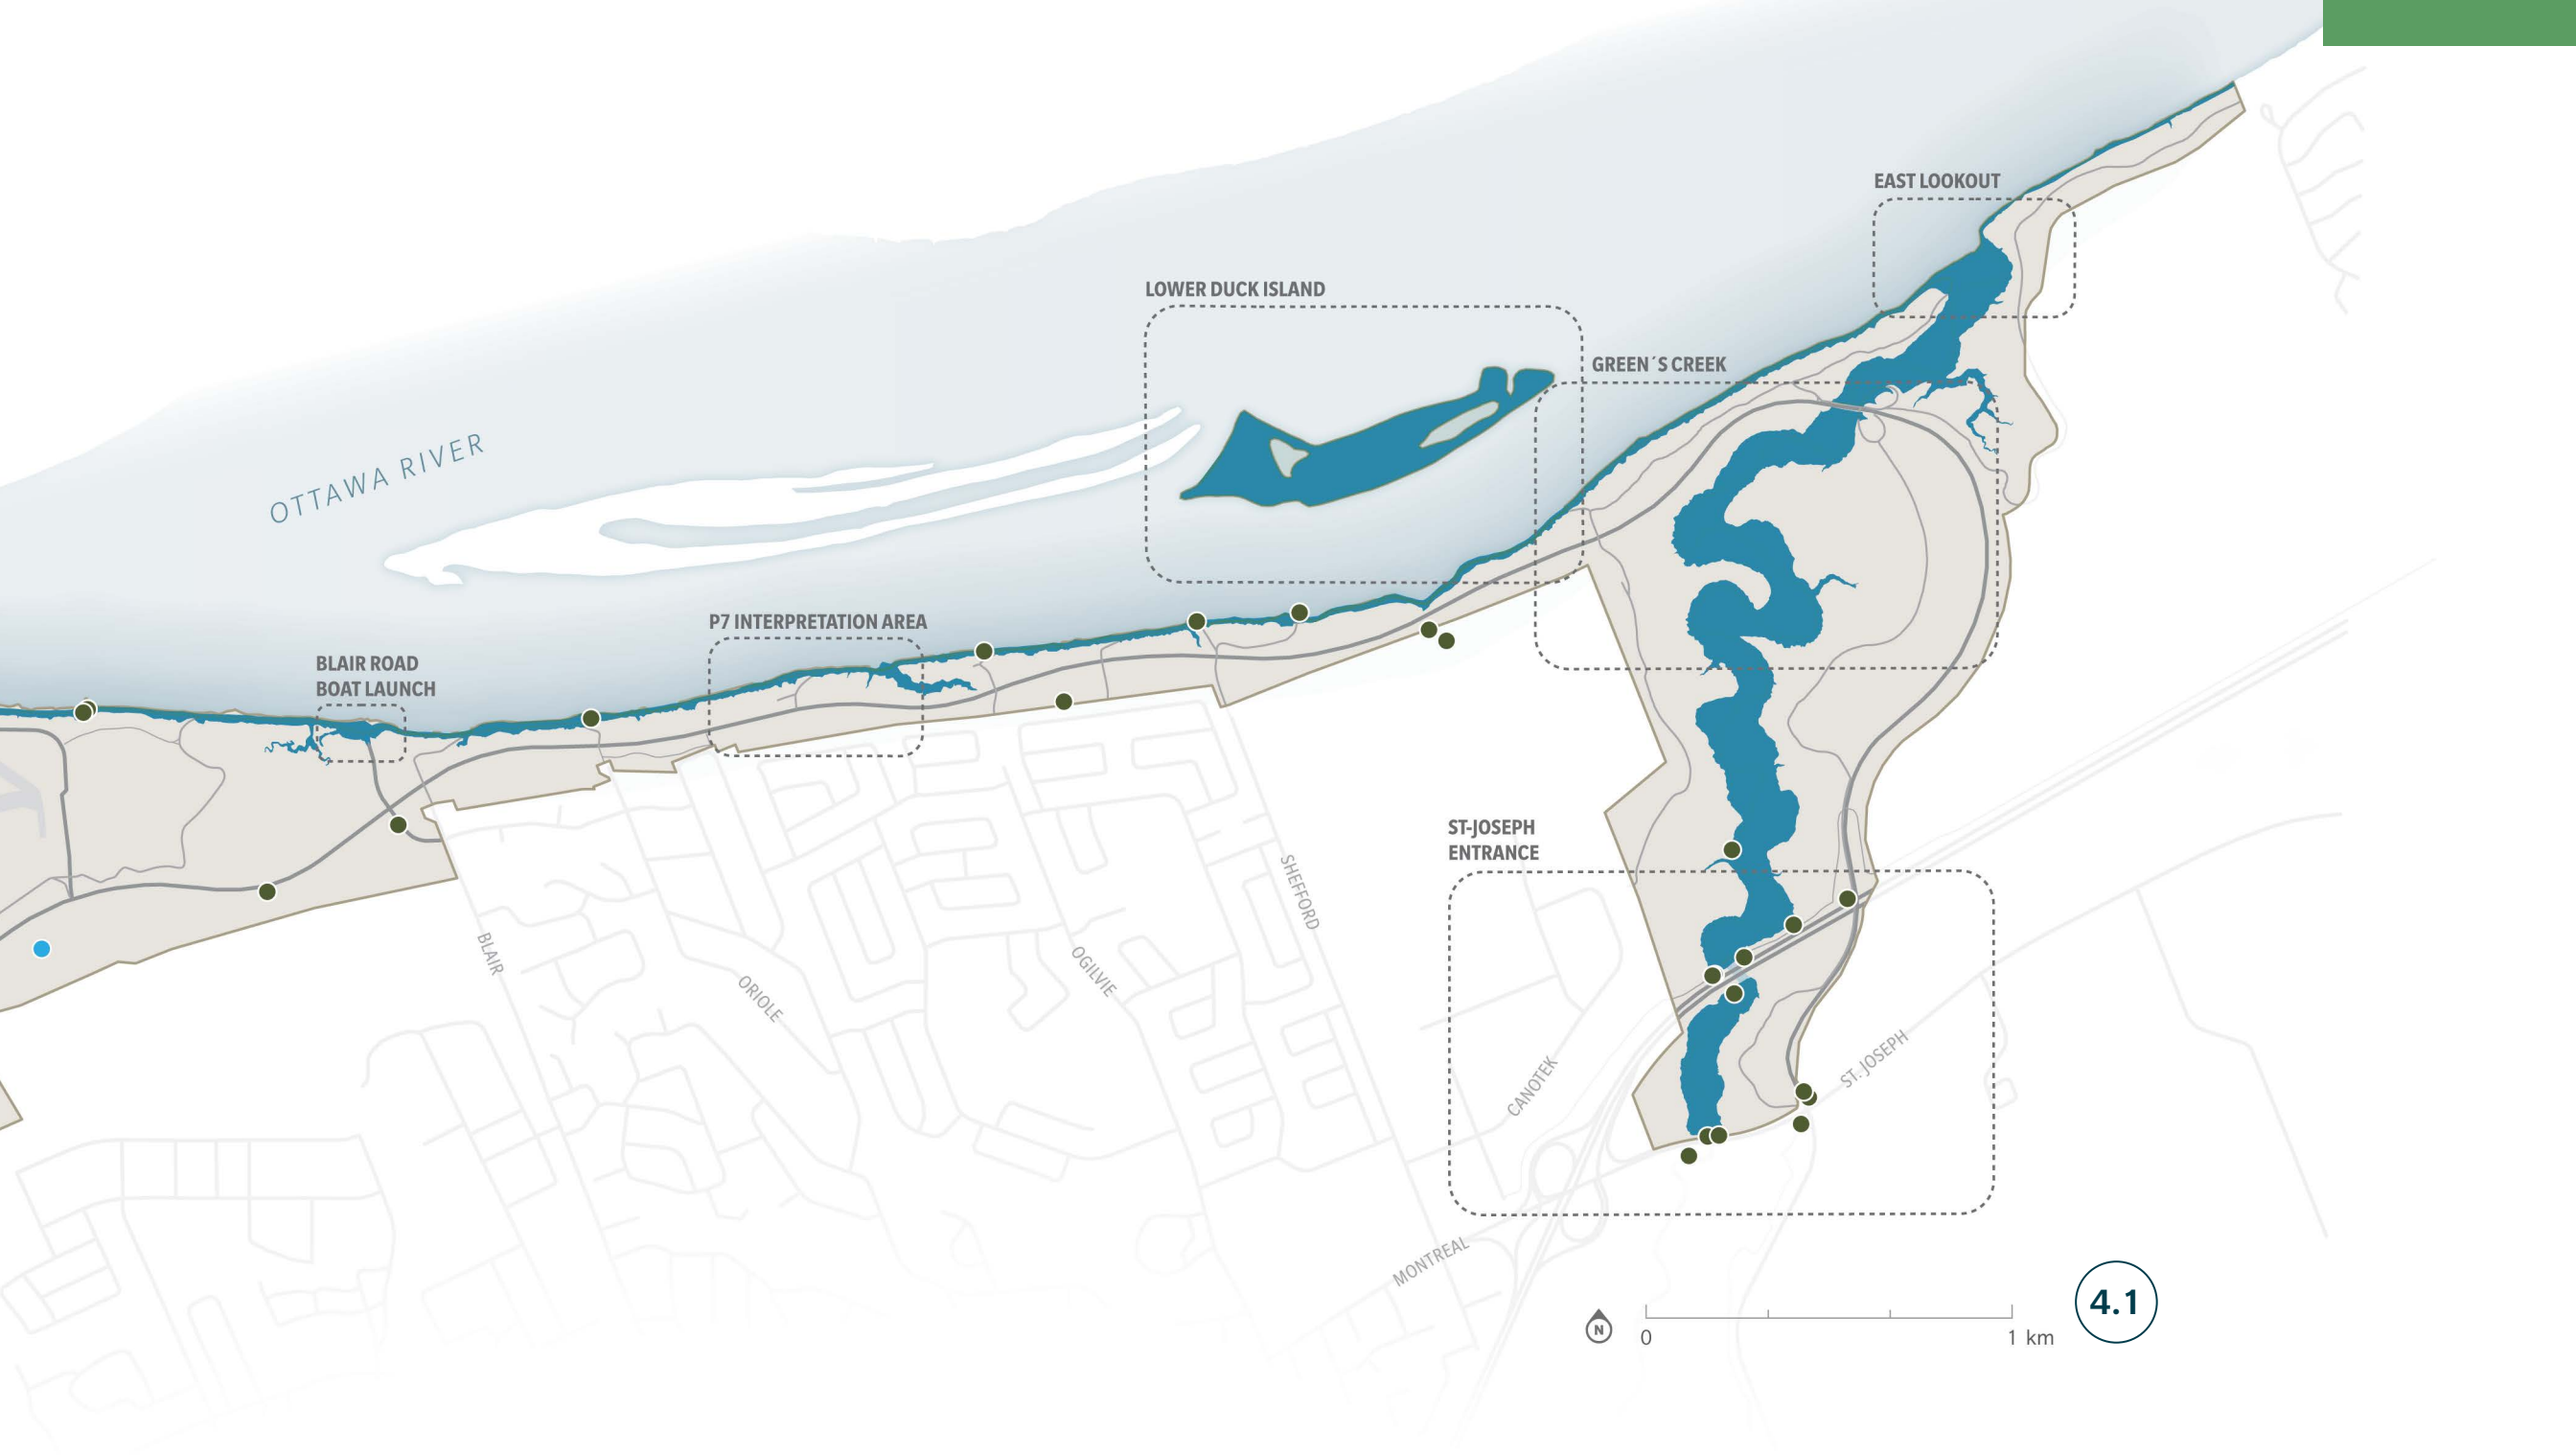 EAST LOOKOUT
LOWER DUCK ISLAND
GREEN´S CREEK
OTTAWA RIVER
P7 INTERPRETATION AREA
BLAIR ROAD
BOAT LAUNCH
ST-JOSEPH
ENTRANCE
SHEFFORD
BLAIR
OGILVIE
ORIOLE
CANOTEK
ST. JOSEPH
MONTREAL
N
0
1 km
4.1